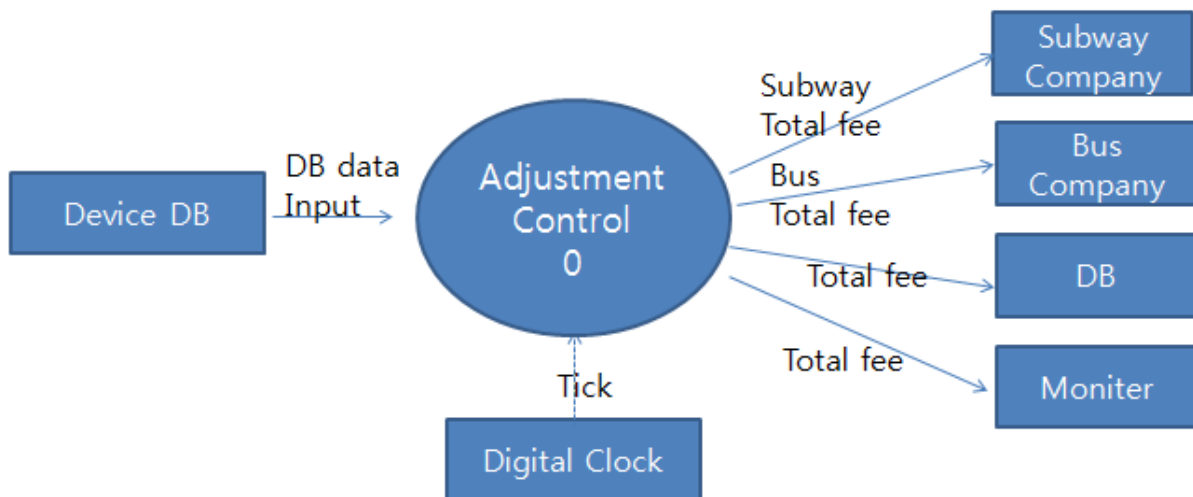 Device DB
DB data
Input
Adjustment
Control
0
Tick
Digital Clock
Subway
Total fee
Bus
Total fee
Total fee
Total fee
Subway
Company
Bus
Company
DB
Moniter